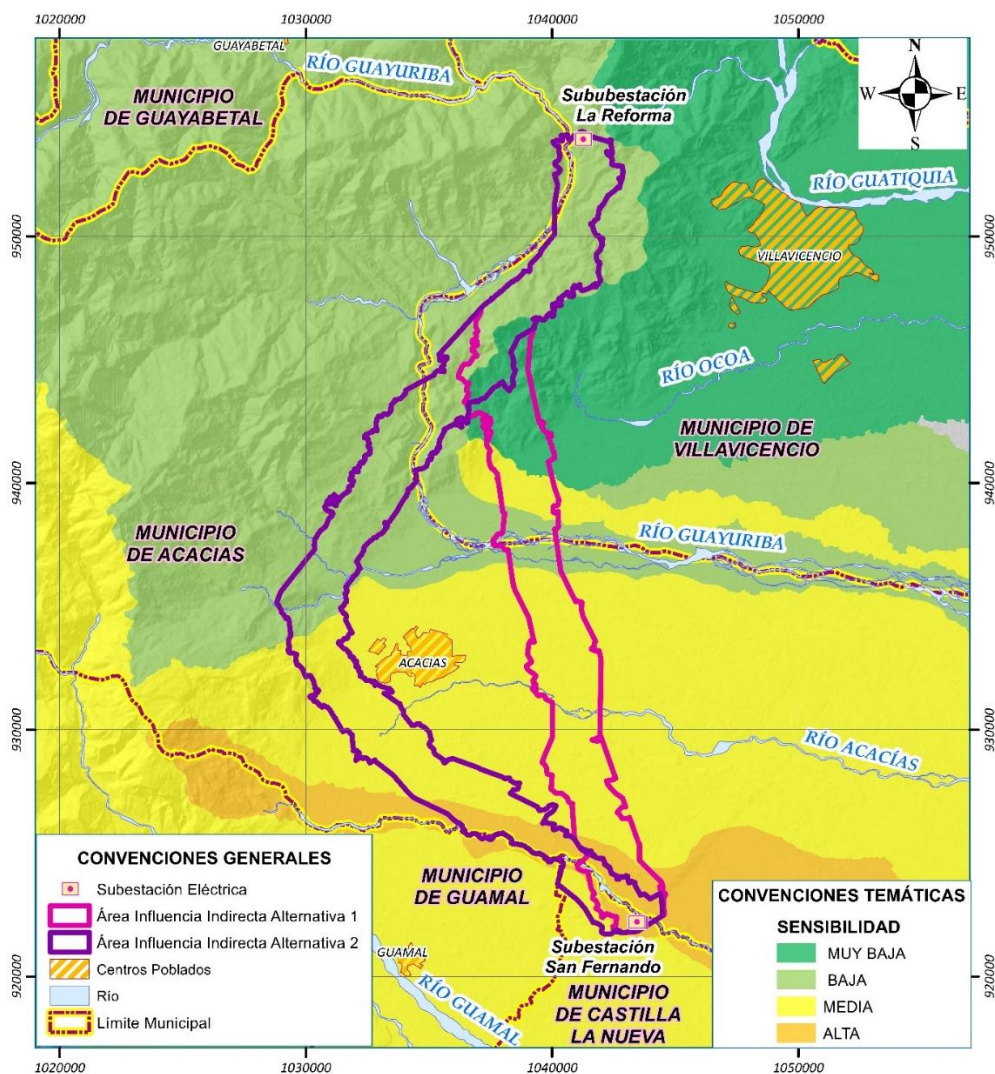 1020000
1030000
1040000
1050000
GUAYABETAL
RÍO GUAYURIBA
MUNICIPIO
DE GUAYABETAL
Sububestación
La Reforma
N
W
E
S
RÍO GUATIQUIA
950000
950000
VILLAVICENCIO
RÍO OCOA
MUNICIPIO DE
VILLAVICENCIO
940000
940000
MUNICIPIO
DE ACACIAS
RÍO GUAYURIBA
ACACIAS
930000
930000
RÍO ACACÍAS
MUNICIPIO
DE GUAMAL
Subestación
San Fernando
GUAMAL
RÍO GUAMAL
MUNICIPIO
DE CASTILLA
LA NUEVA
920000
920000
CONVENCIONES GENERALES
Subestación Eléctrica
Área Influencia Indirecta Alternativa 1
Área Influencia Indirecta Alternativa 2
Centros Poblados
Río
Límite Municipal
CONVENCIONES TEMÁTICAS
SENSIBILIDAD
MUY BAJA
BAJA
MEDIA
ALTA
1020000
1030000
1040000
1050000